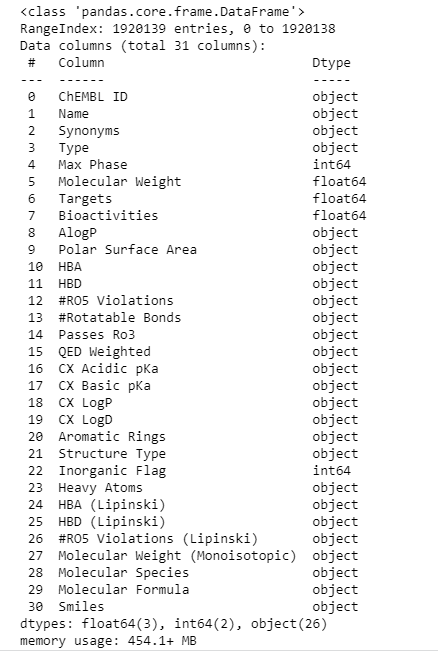 <class 'pandas.core.frame.DataFrame'>
RangeIndex: 1920139 entries, 0 to 1920138
Data columns (total 31 columns):
 #   Column                            Dtype
---  ------                            -----
 0   ChEMBL ID                         object
 1   Name                              object
 2   Synonyms                          object
 3   Type                              object
 4   Max Phase                         int64
 5   Molecular Weight                  float64
 6   Targets                           float64
 7   Bioactivities                     float64
 8   AlogP                             object
 9   Polar Surface Area                object
 10  HBA                               object
 11  HBD                               object
 12  #RO5 Violations                   object
 13  #Rotatable Bonds                  object
 14  Passes Ro3                        object
 15  QED Weighted                      object
 16  CX Acidic pKa                     object
 17  CX Basic pKa                      object
 18  CX LogP                           object
 19  CX LogD                           object
 20  Aromatic Rings                    object
 21  Structure Type                    object
 22  Inorganic Flag                    int64
 23  Heavy Atoms                       object
 24  HBA (Lipinski)                    object
 25  HBD (Lipinski)                    object
 26  #RO5 Violations (Lipinski)        object
 27  Molecular Weight (Monoisotopic)   object
 28  Molecular Species                 object
 29  Molecular Formula                 object
 30  Smiles                            object
dtypes: float64(3), int64(2), object(26)
memory usage: 454.1+ MB